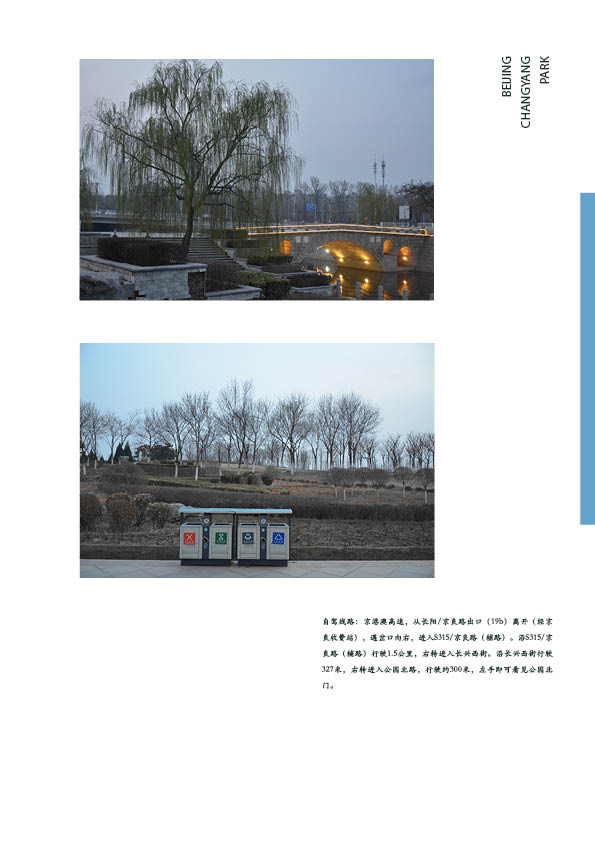 BEIJING
CHANGYANG
PARK
自驾线路：京港澳高速，从长阳/京良路出口（19b）离开（经京
良收费站），遇岔口向右，进入S315/京良路（辅路）。沿S315/京
良路（辅路）行驶1.5公里，右转进入长兴西街。沿长兴西街行驶
327米，右转进入公园北路，行驶约300米，左手即可看见公园北
门。